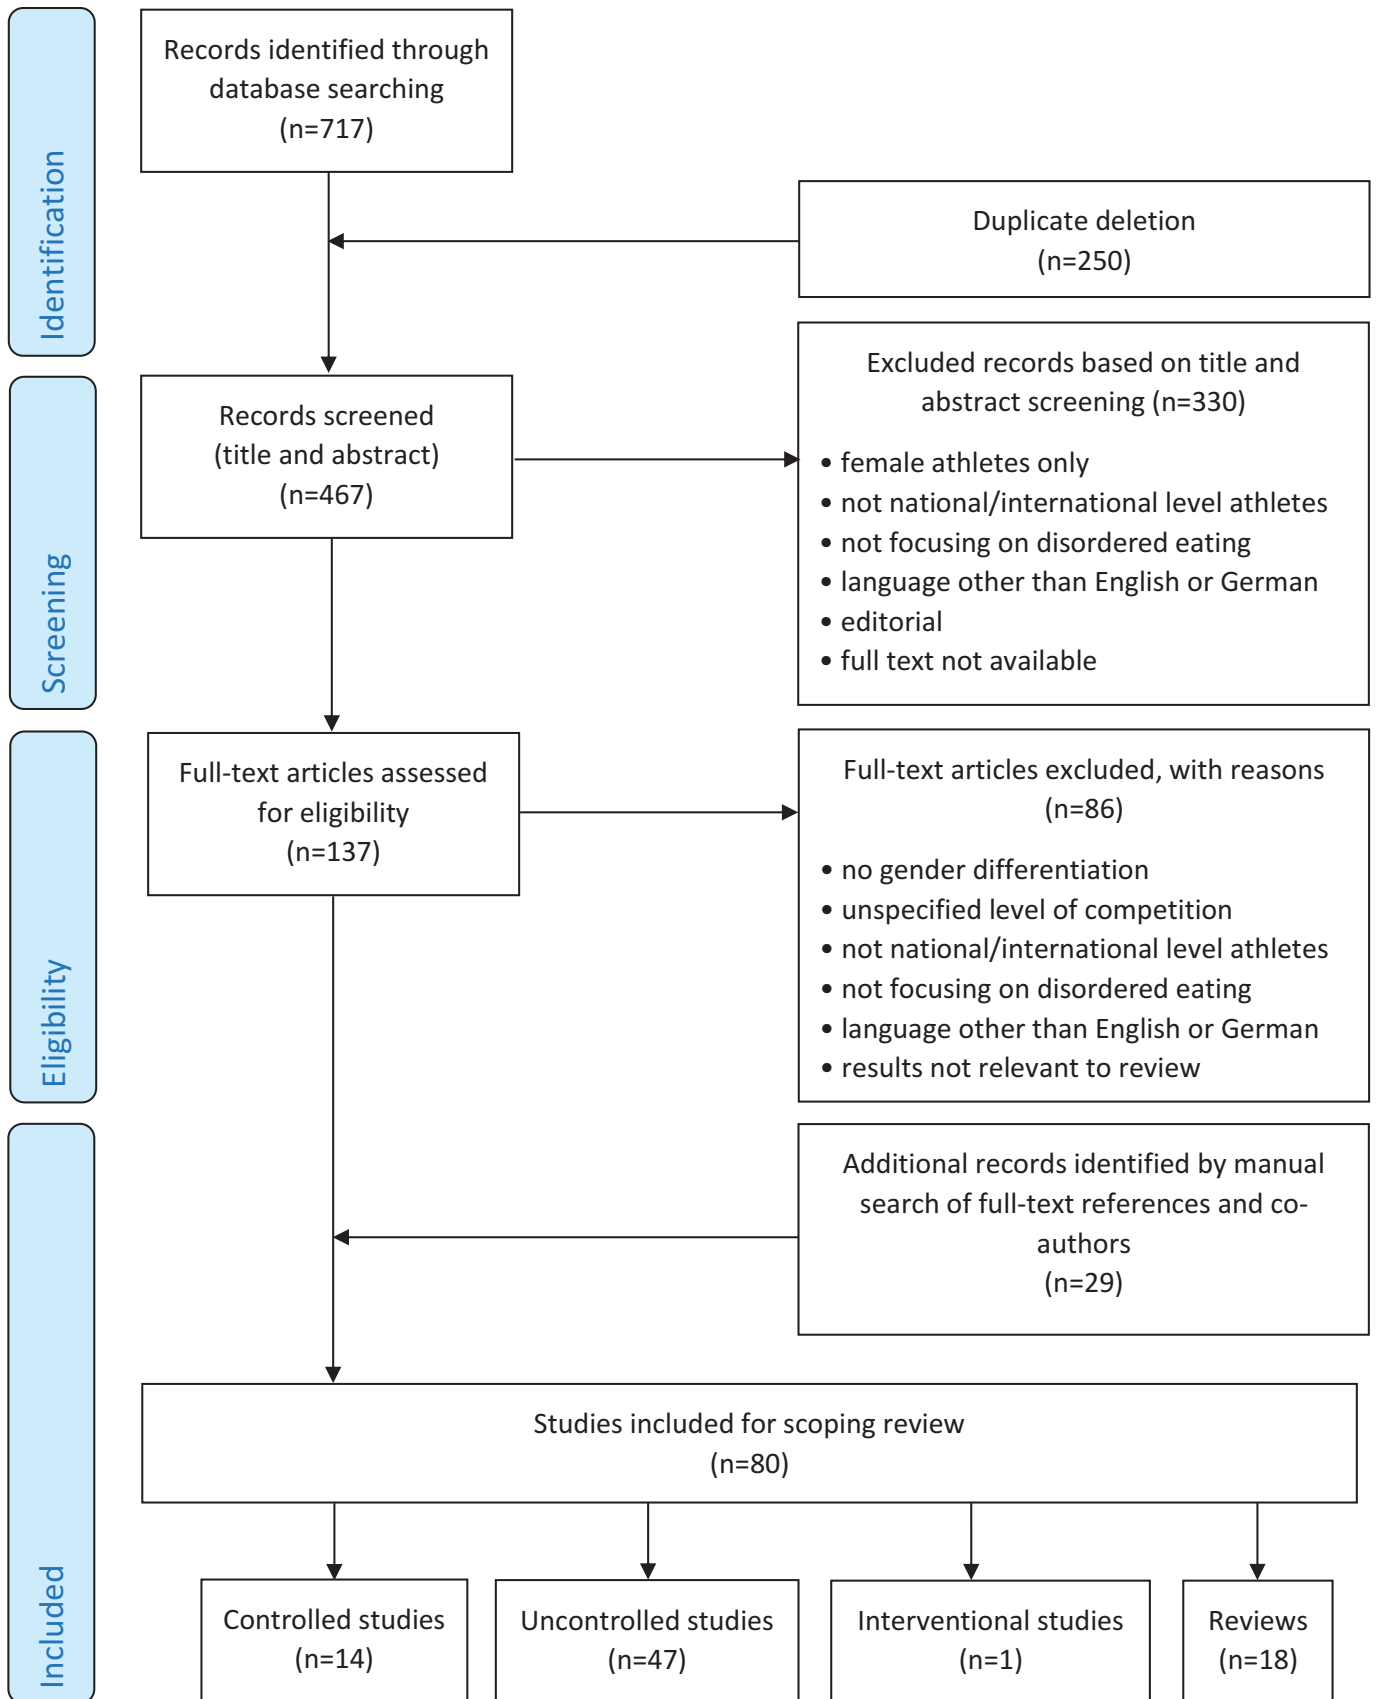 Identification
Records identified through
database searching
(n=717)
Duplicate deletion
(n=250)
Screening
Records screened
(title and abstract)
(n=467)
Excluded records based on title and
abstract screening (n=330)
• female athletes only
• not national/international level athletes
• not focusing on disordered eating
• language other than English or German
• editorial
• full text not available
Eligibility
Full-text articles assessed
for eligibility
(n=137)
Full-text articles excluded, with reasons
(n=86)
• no gender differentiation
• unspecified level of competition
• not national/international level athletes
• not focusing on disordered eating
• language other than English or German
• results not relevant to review
Included
Additional records identified by manual
search of full-text references and co-
authors
(n=29)
Studies included for scoping review
(n=80)
Controlled studies
(n=14)
Uncontrolled studies
(n=47)
Interventional studies
(n=1)
Reviews
(n=18)